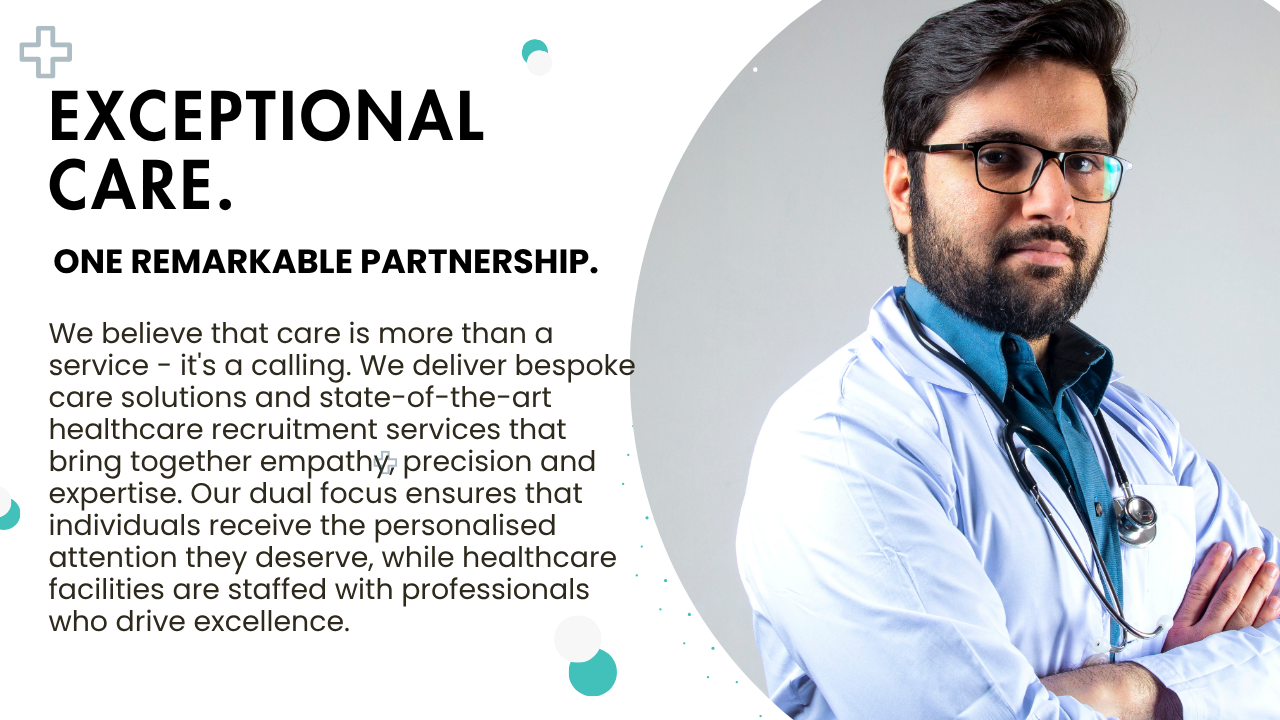 EXCEPTIONAL
CARE.
ONE REMARKABLE PARTNERSHIP.
We believe that care is more than a
service - it's a calling. We deliver bespoke
care solutions and state-of-the-art
healthcare recruitment services that
bring together empathy, precision and
expertise. Our dual focus ensures that
individuals receive the personalised
attention they deserve, while healthcare
facilities are staffed with professionals
who drive excellence.